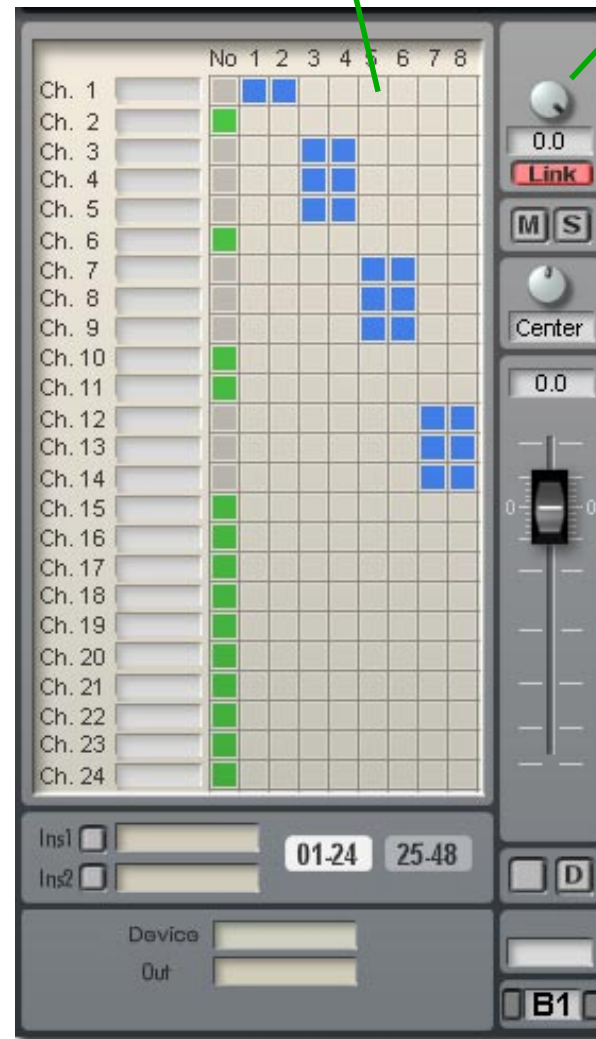 No 1 2 3 4 5 6 7 8
Ch. 1
Ch. 2
Ch. 3
Ch. 4
Ch. 5
Ch. 6
Ch. 7
Ch. 8
Ch. 9
Ch. 10
Ch. 11
Ch. 12
Ch. 13
Ch. 14
Ch. 15
Ch. 16
Ch. 17
Ch. 18
Ch. 19
Ch. 20
Ch. 21
Ch. 22
Ch. 23
Ch. 24
Ins1
Ins2
01-24 25-48
Device
Out
0.0
Link
M S
Center
0.0
0 0
D
B1